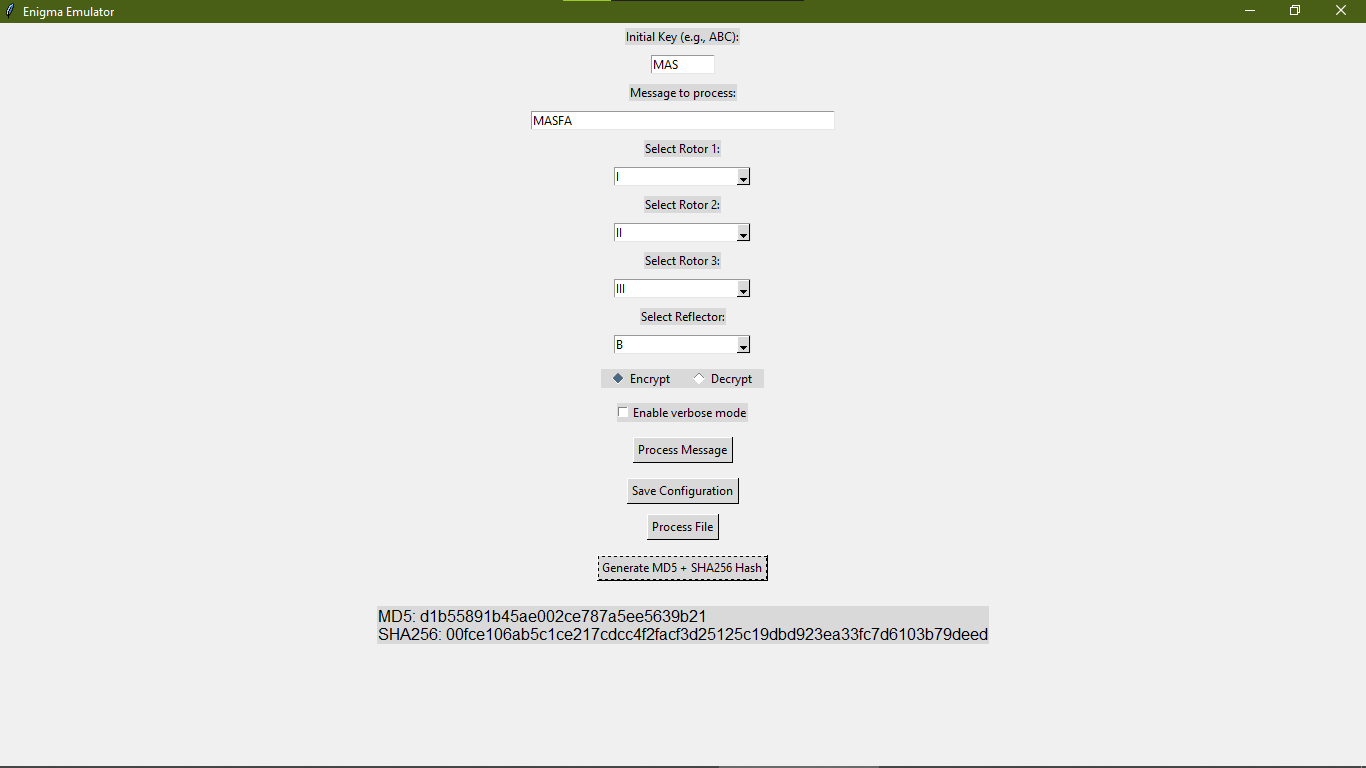 Enigma Emulator
Initial Key (e.g., ABC):
MAS
Message to process:
MASFA
Select Rotor 1:
I
Select Rotor 2:
II
Select Rotor 3:
III
Select Reflector:
B
Encrypt Decrypt
Enable verbose mode
Process Message
Save Configuration
Process File
Generate MD5 + SHA256 Hash
MD5: d1b55891b45ae002ce787a5ee5639b21
SHA256: 00fce106ab5c1ce217cdcc4f2facf3d25125c19dbd923ea33fc7d6103b79deed